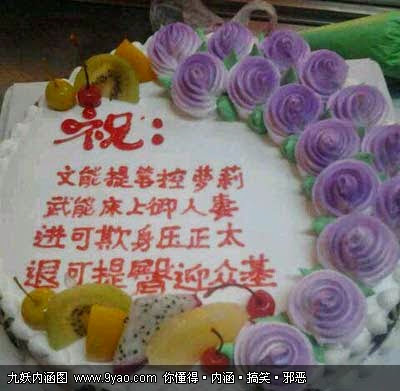 祝：
文能提笔控萝莉
武能床上御人妻
进可欺身压正太
退可提臀迎众基
九妖内涵图 www.9yao.com 你懂得·内涵·搞笑·邪恶